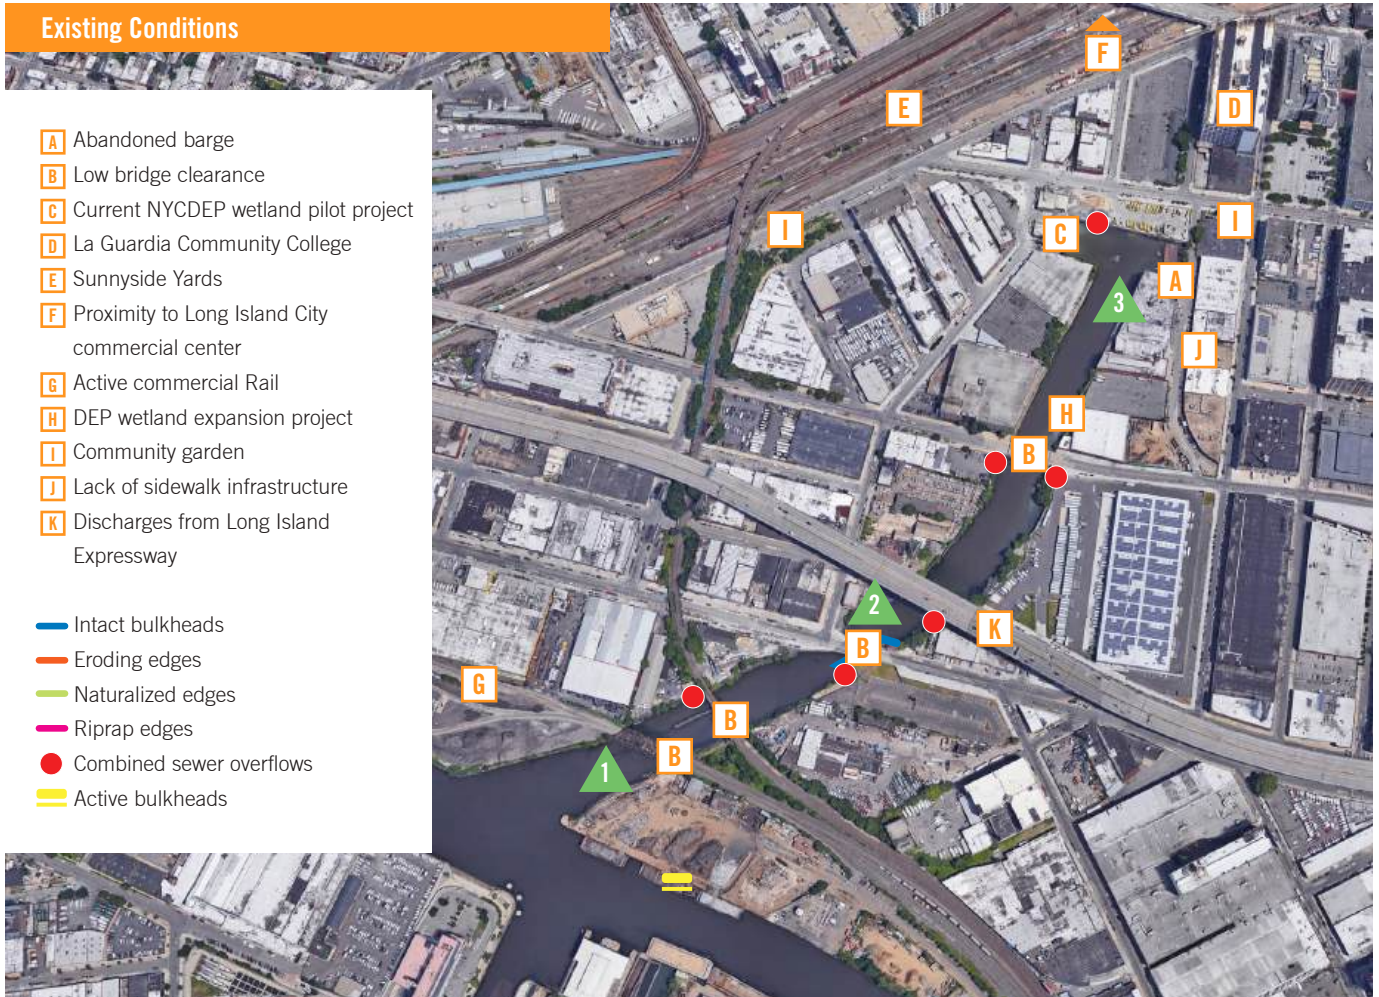 Existing Conditions
A Abandoned barge
B Low bridge clearance
C Current NYCDEP wetland pilot project
D La Guardia Community College
E Sunnyside Yards
F Proximity to Long Island City
commercial center
G Active commercial Rail
H DEP wetland expansion project
I Community garden
J Lack of sidewalk infrastructure
K Discharges from Long Island
Expressway
Intact bulkheads
Eroding edges
Naturalized edges
Riprap edges
Combined sewer overflows
Active bulkheads
F
E
D
I
I
C
A
3
J
H
B
2
K
B
G
B
B
1